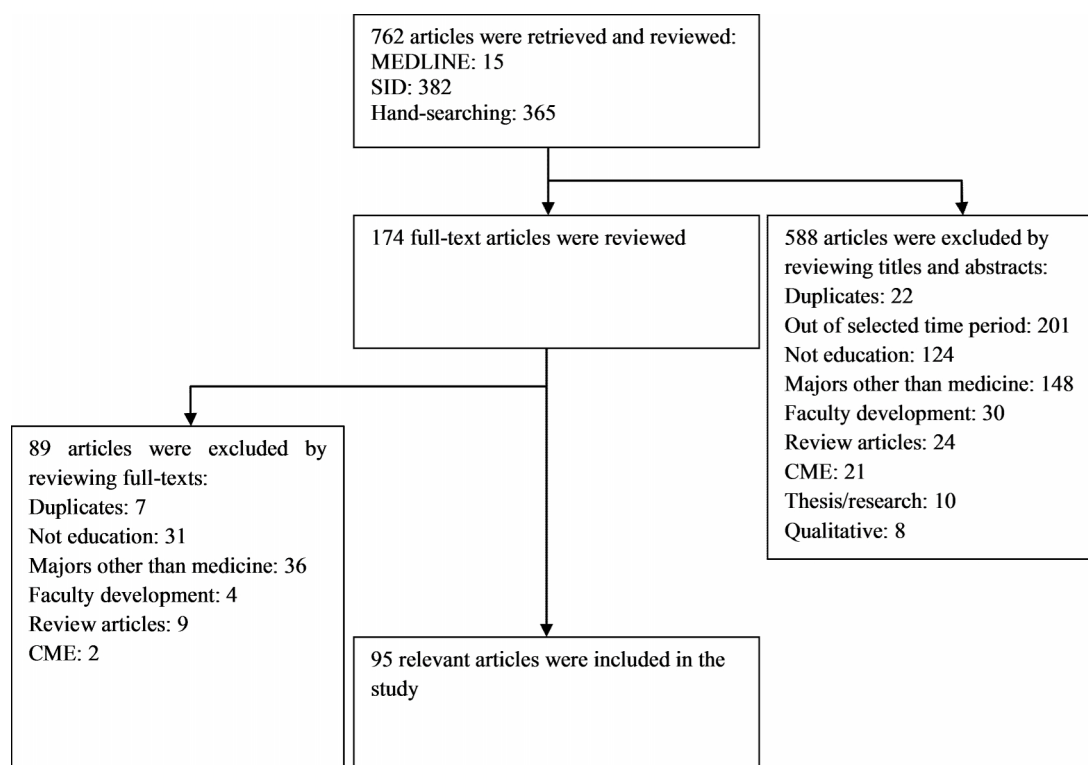 762 articles were retrieved and reviewed:
MEDLINE: 15
SID: 382
Hand-searching: 365
174 full-text articles were reviewed
588 articles were excluded by
reviewing titles and abstracts:
Duplicates: 22
Out of selected time period: 201
Not education: 124
Majors other than medicine: 148
Faculty development: 30
Review articles: 24
CME: 21
Thesis/research: 10
Qualitative: 8
89 articles were excluded by
reviewing full-texts:
Duplicates: 7
Not education: 31
Majors other than medicine: 36
Faculty development: 4
Review articles: 9
CME: 2
95 relevant articles were included in the
study